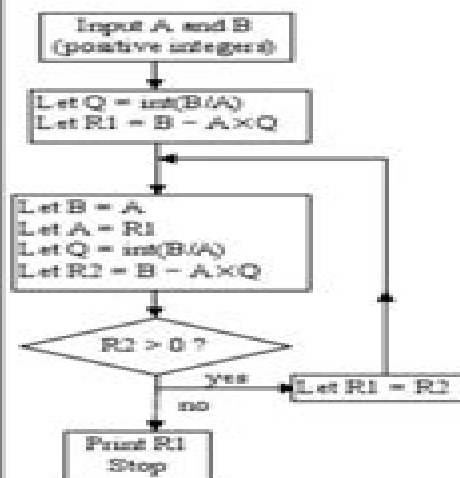 Input A and B
(positive integers)
Let Q = int(B/A)
Let R1 = B - A×Q
Let B = A
Let A = R1
Let Q = int(B/A)
Let R2 = B - A×Q
R2 > 0 ?
yes
Let R1 = R2
no
Print R1
Stop